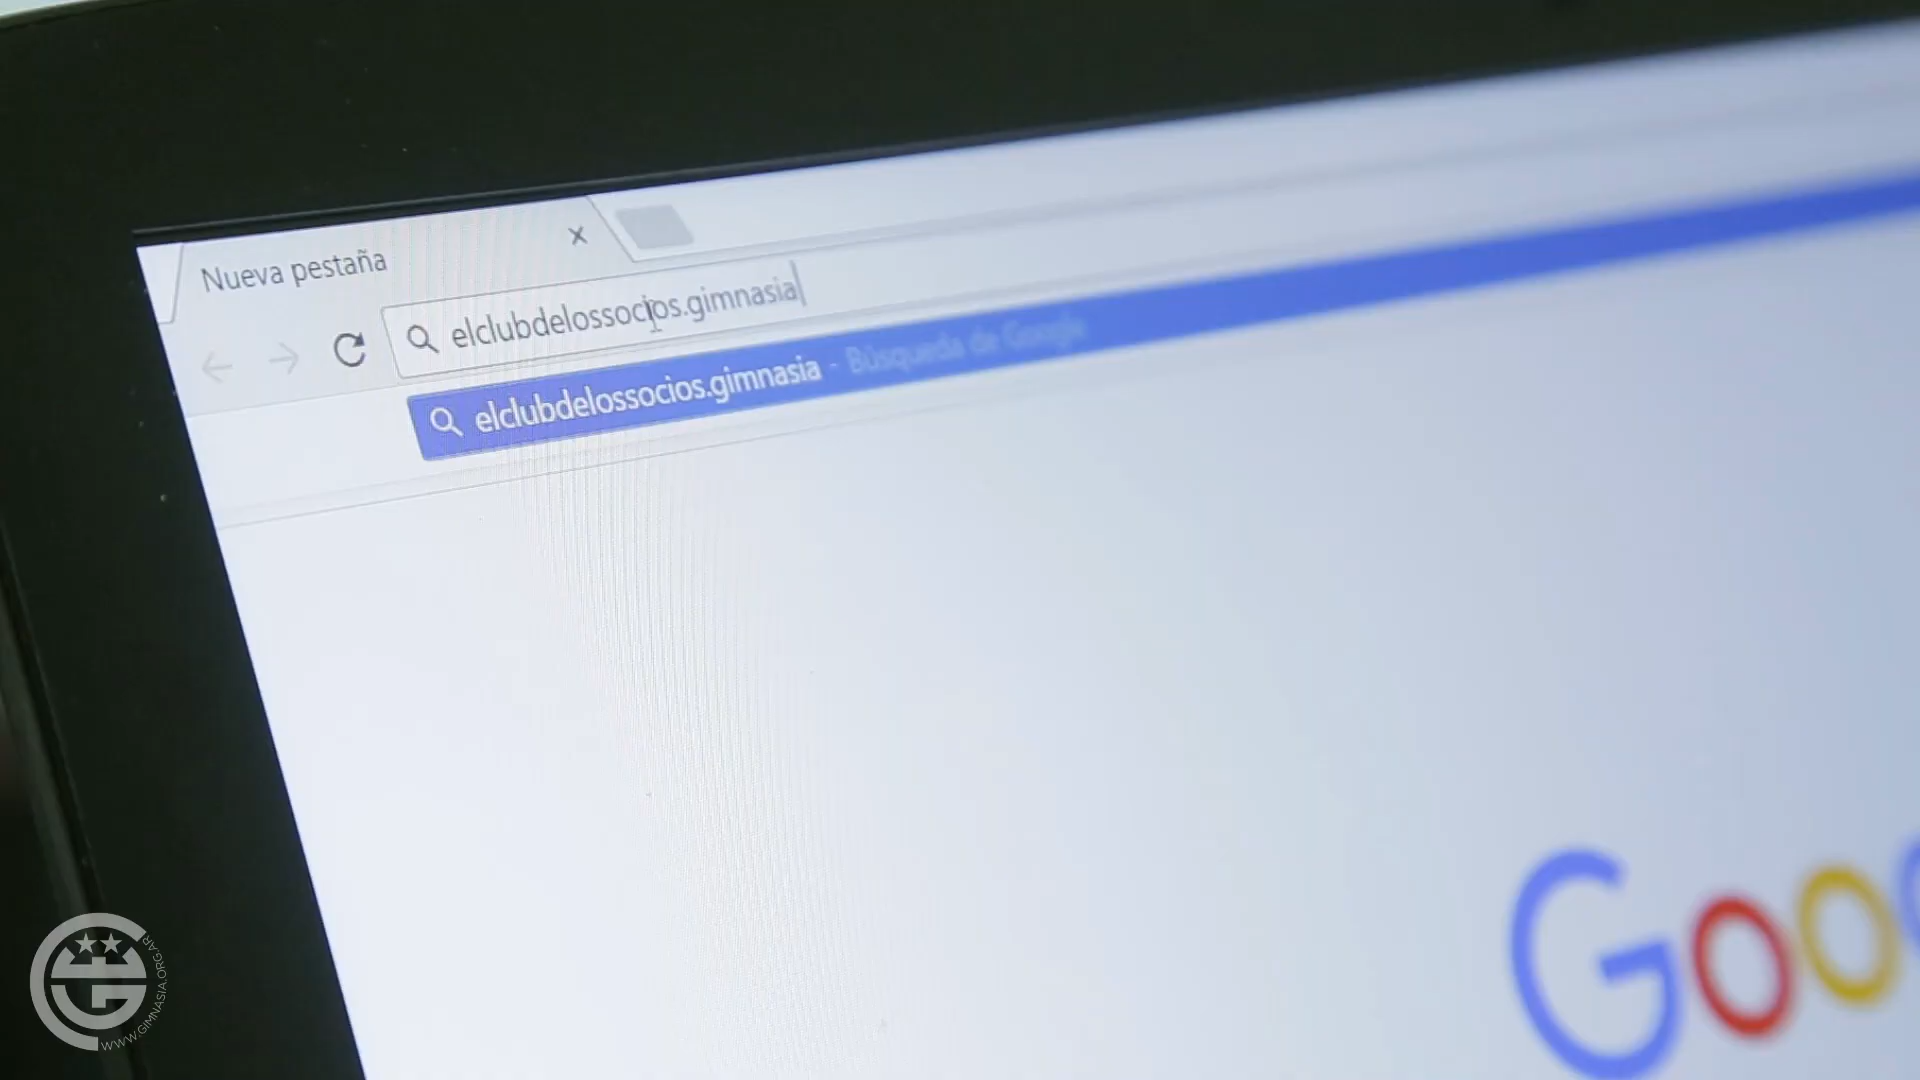 Nueva pestaña
elclubdelossocios.gimnasia
elclubdelossocios.gimnasia - Búsqueda de Google
Goo
WWW.GIMNASIA.ORG.AR